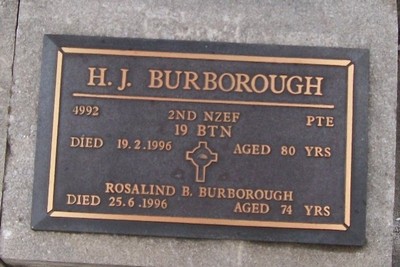 H. J. BURBOROUGH
4992 2ND NZEF PTE
19 BTN
DIED 19.2.1996 AGED 80 YRS
ROSALIND B. BURBOROUGH
DIED 25.6.1996 AGED 74 YRS